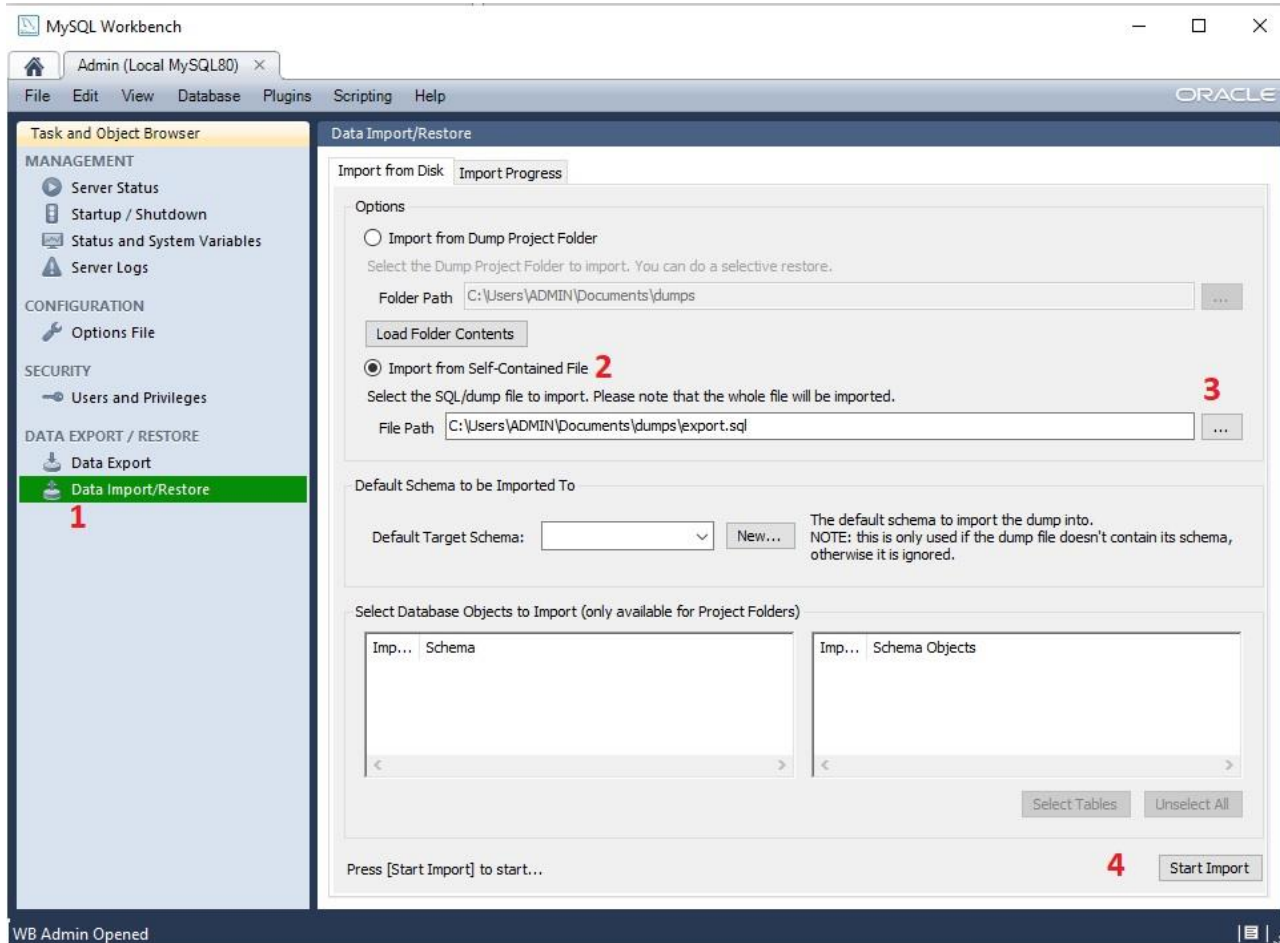 MySQL Workbench
Admin (Local MySQL80)
File Edit View Database Plugins Scripting Help
ORACLE
Task and Object Browser
MANAGEMENT
Server Status
Startup / Shutdown
Status and System Variables
Server Logs
CONFIGURATION
Options File
SECURITY
Users and Privileges
DATA EXPORT / RESTORE
Data Export
Data Import/Restore
1
Data Import/Restore
Import from Disk Import Progress
Options
Import from Dump Project Folder
Select the Dump Project Folder to import. You can do a selective restore.
Folder Path C:\Users\ADMIN\Documents\dumps ...
Load Folder Contents
Import from Self-Contained File 2
Select the SQL/dump file to import. Please note that the whole file will be imported. 3
File Path C:\Users\ADMIN\Documents\dumps\export.sql ...
Default Schema to be Imported To
Default Target Schema: New...
The default schema to import the dump into.
NOTE: this is only used if the dump file doesn't contain its schema,
otherwise it is ignored.
Select Database Objects to Import (only available for Project Folders)
Imp... Schema
Imp... Schema Objects
Select Tables Unselect All
Press [Start Import] to start... 4 Start Import
WB Admin Opened